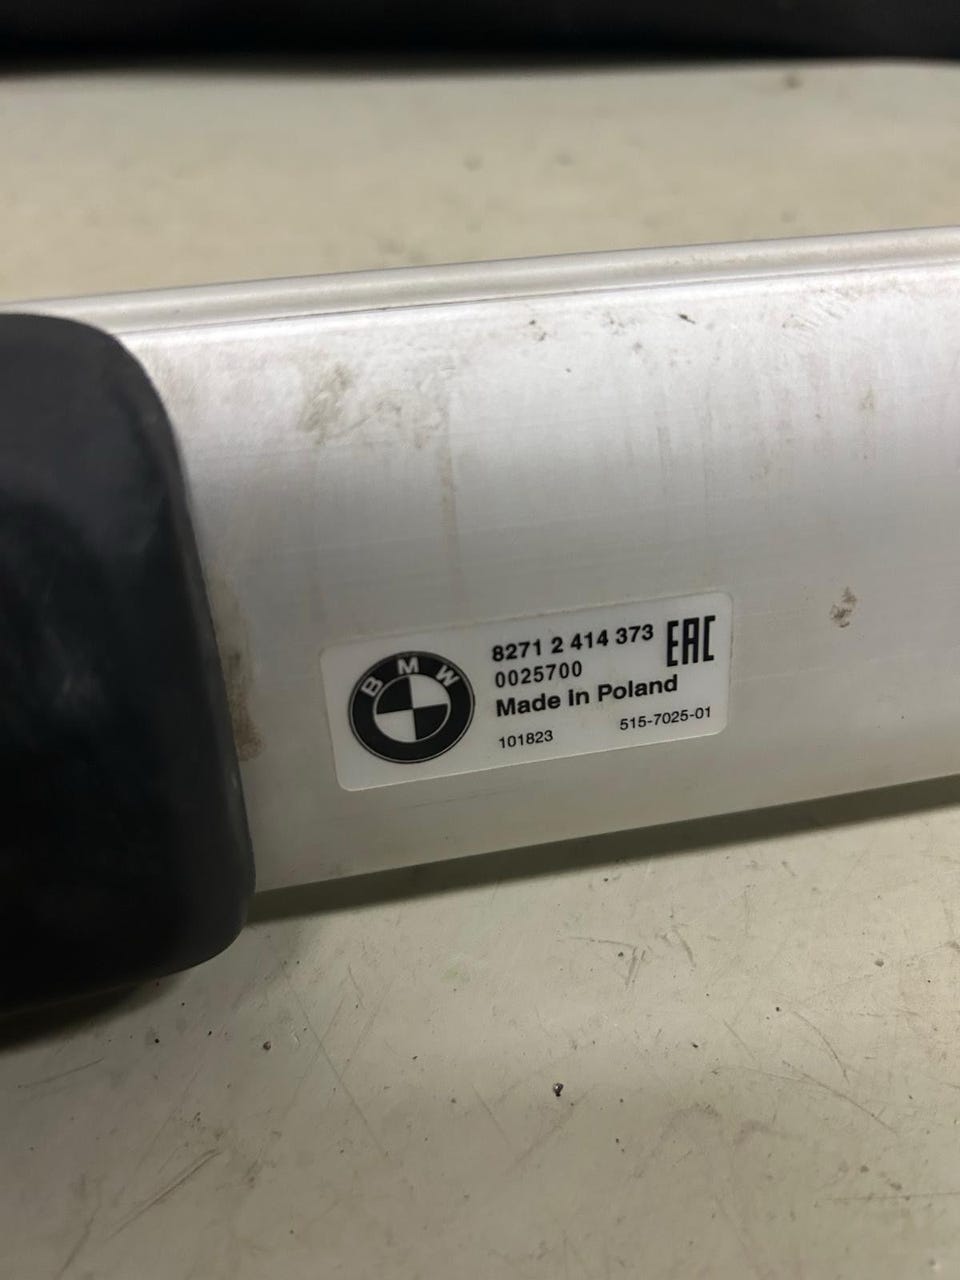 BMW
8271 2 414 373 EAC
0025700
Made in Poland
101823 515-7025-01